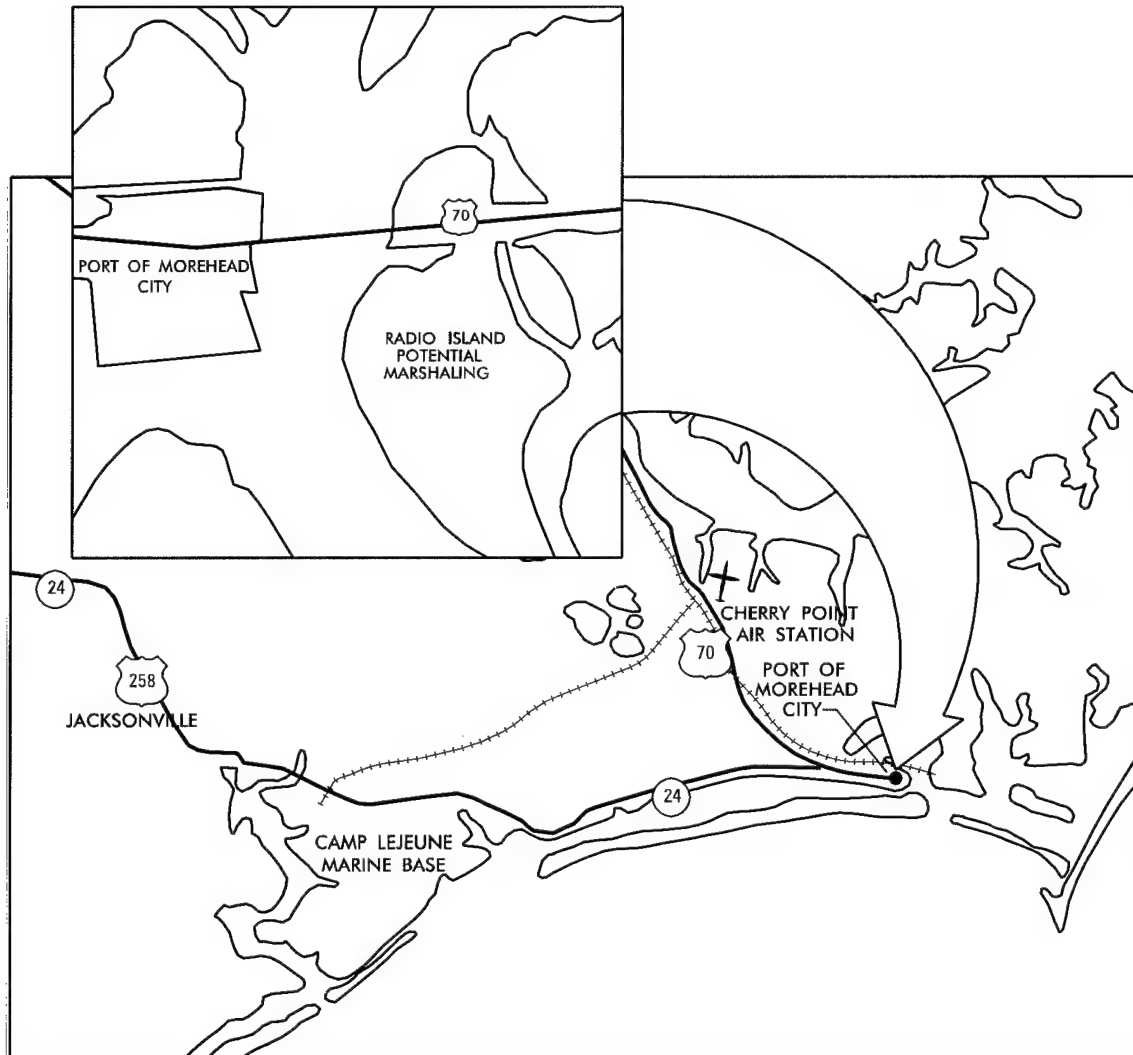 70
PORT OF MOREHEAD
CITY
RADIO ISLAND
POTENTIAL
MARSHALING
24
258
JACKSONVILLE
CHERRY POINT
AIR STATION
70
PORT OF
MOREHEAD
CITY
24
CAMP LEJEUNE
MARINE BASE